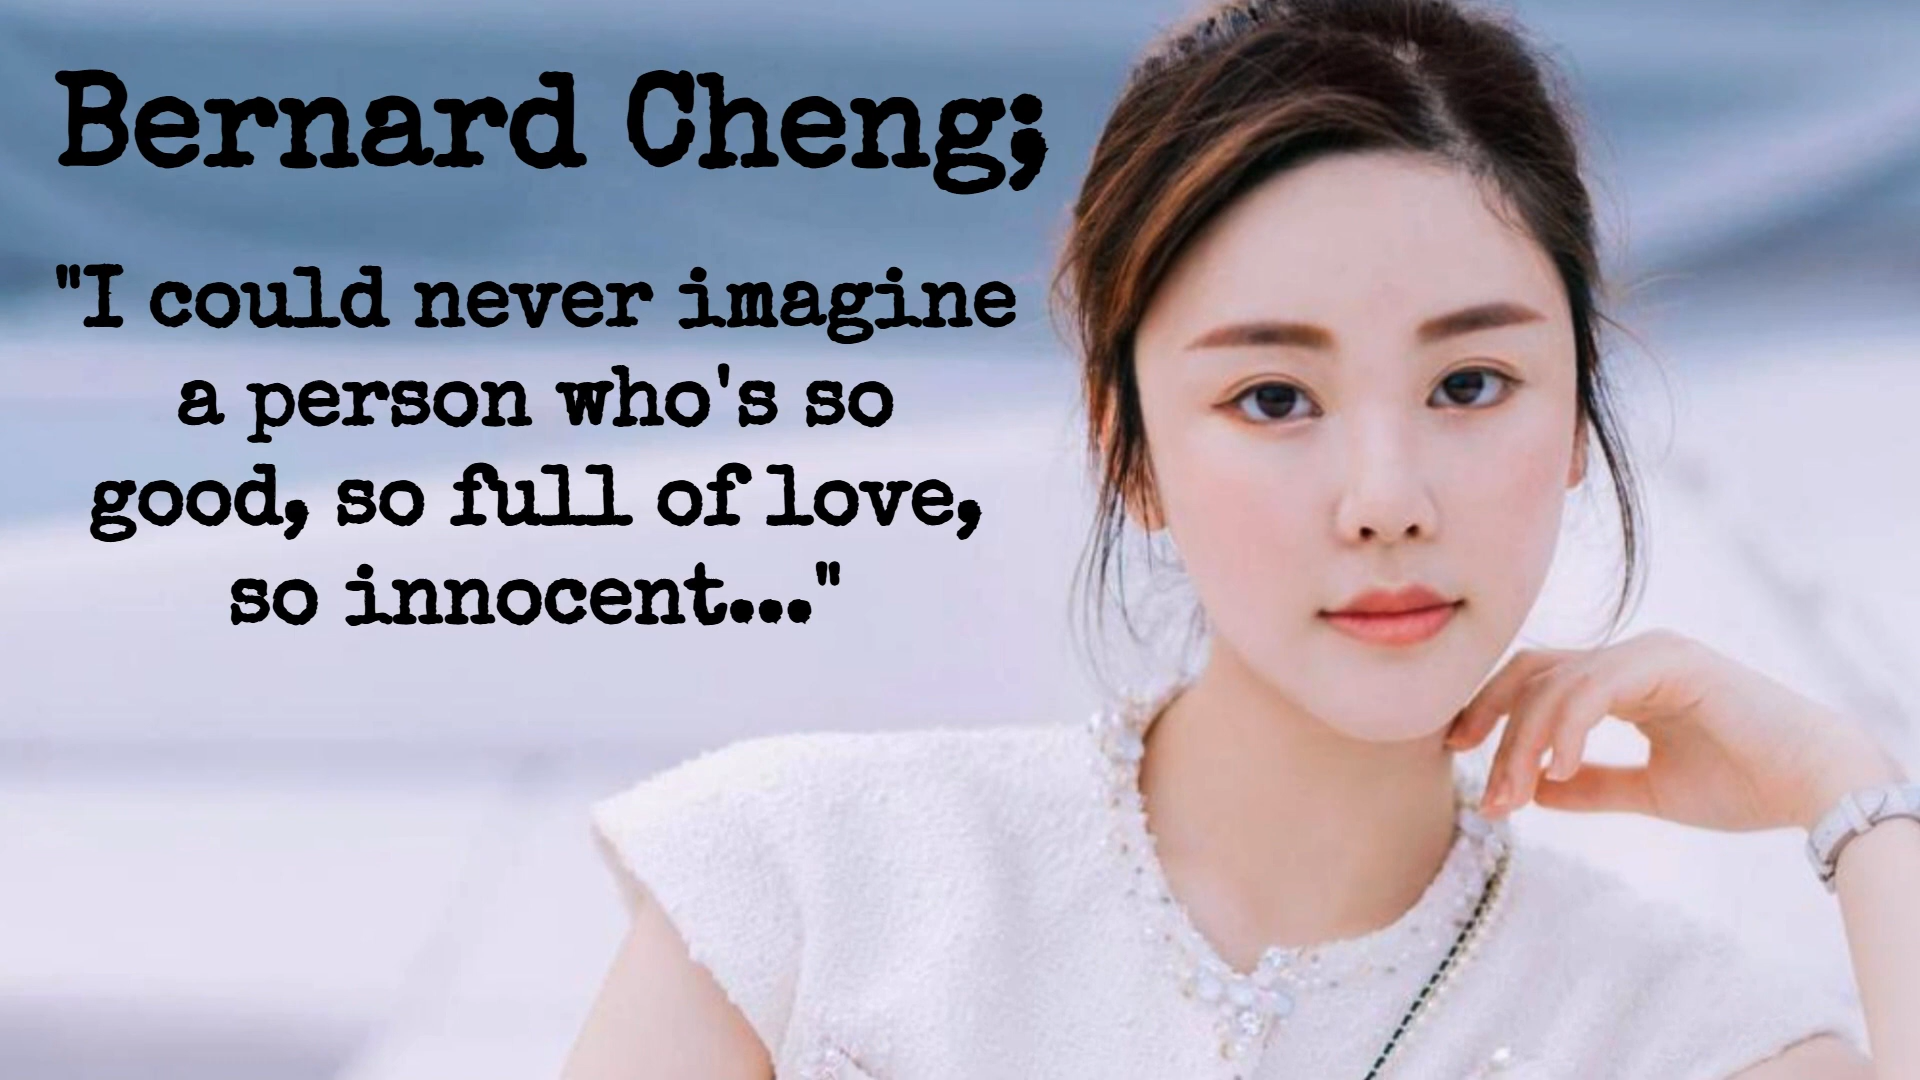 Bernard Cheng;
"I could never imagine
a person who's so
good, so full of love,
so innocent..."